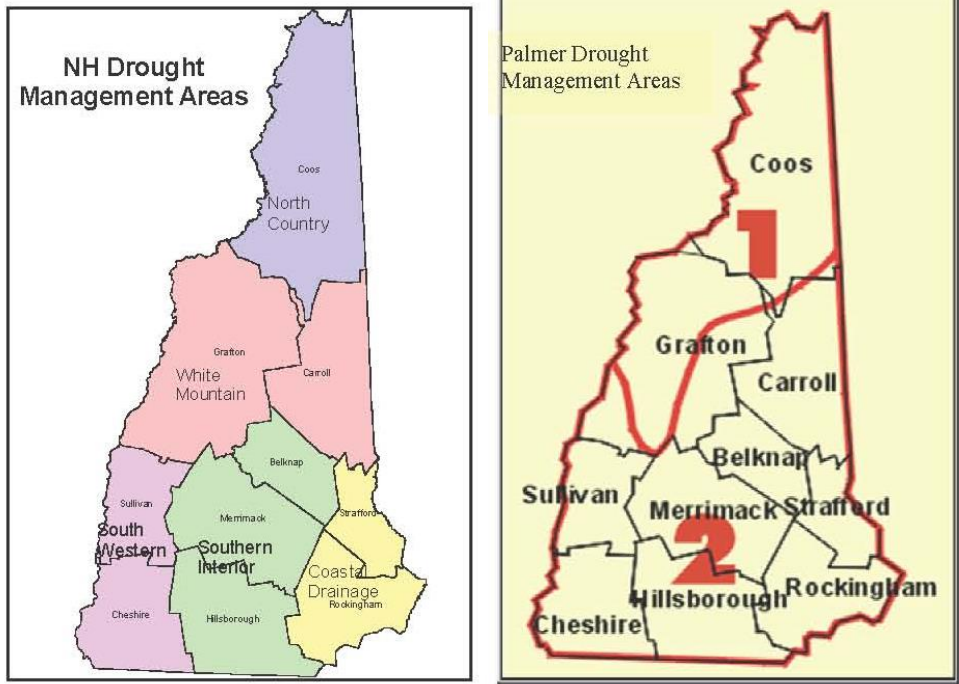 NH Drought
Management Areas
Coos
North
Country
Grafton
White
Mountain
Carroll
Belknap
Sullivan
South
Western
Merrimack
Strafford
Southern
Interior
Coastal
Drainage
Rockingham
Cheshire
Hillsborough
Palmer Drought
Management Areas
Coos
1
Grafton
Carroll
Belknap
Sullivan
Merrimack
Strafford
2
Hillsborough
Rockingham
Cheshire